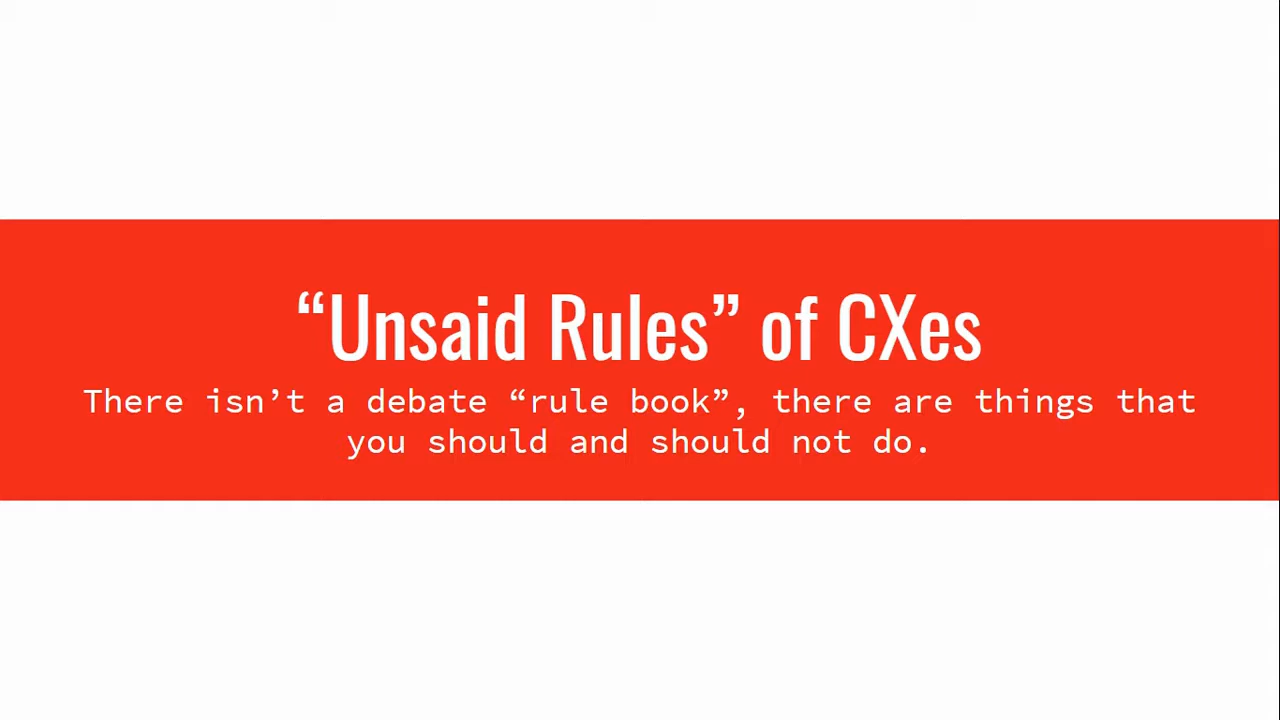 “Unsaid Rules” of CXes
There isn’t a debate “rule book”, there are things that
you should and should not do.